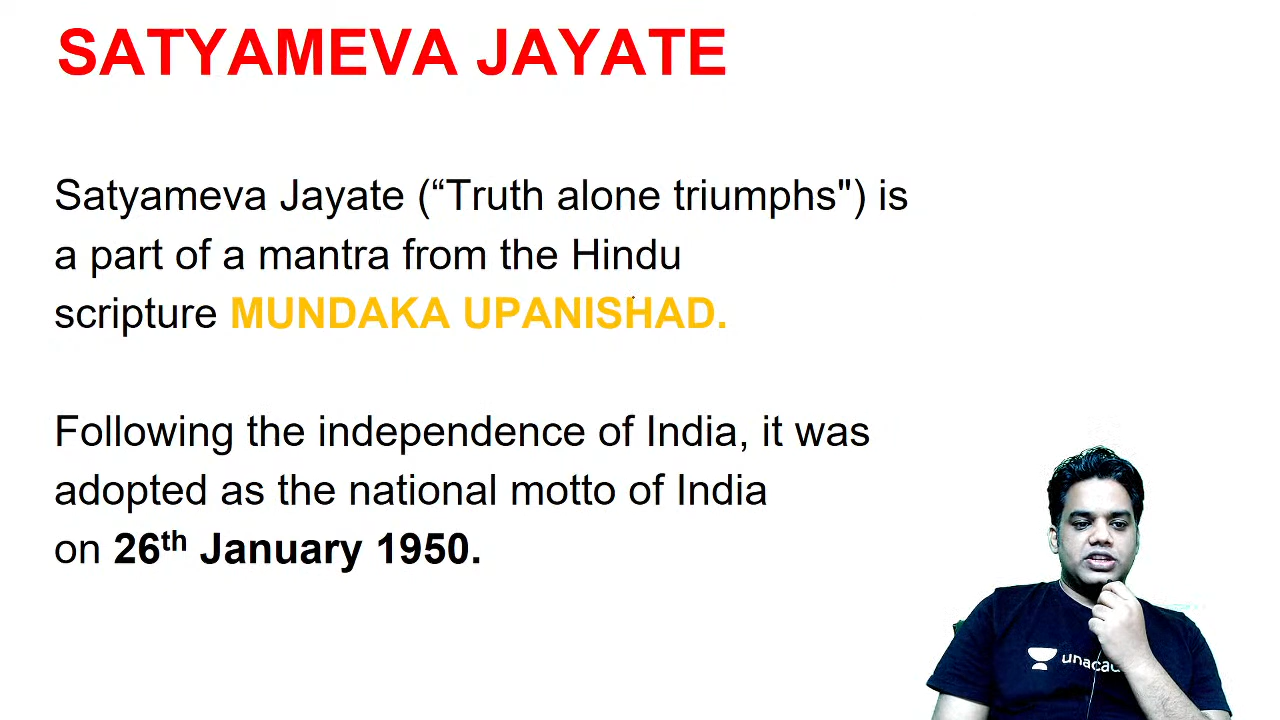 SATYAMEVA JAYATE
Satyameva Jayate (“Truth alone triumphs") is
a part of a mantra from the Hindu
scripture MUNDAKA UPANISHAD.
Following the independence of India, it was
adopted as the national motto of India
on 26th January 1950.